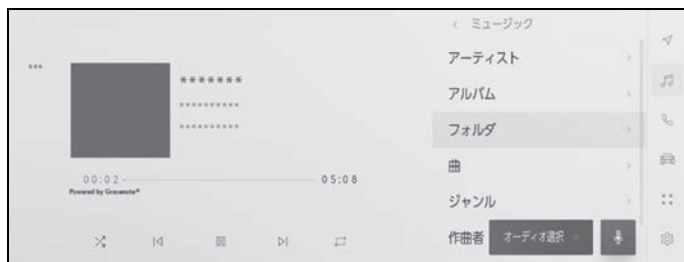 < ミュージック
アーティスト
アルバム
フォルダ
曲
ジャンル
作曲者
オーディオ選択
*******
**********
**********
00:02
05:08
Powered by Gracenote®